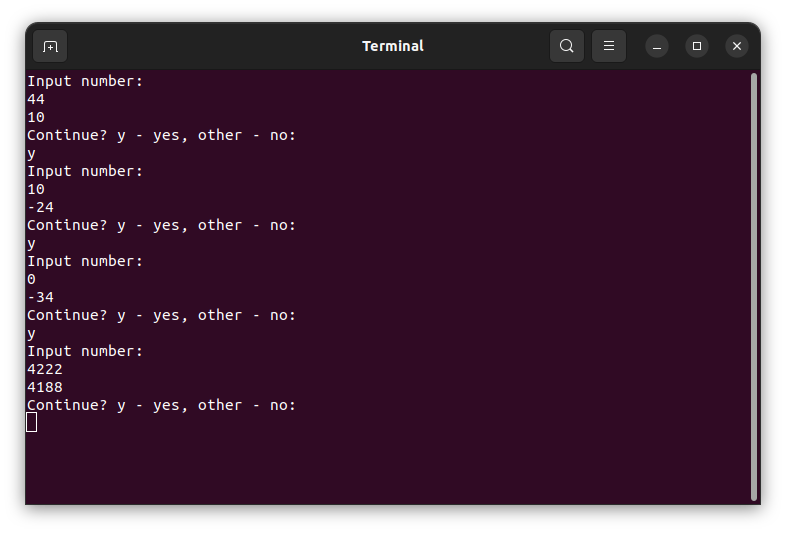 Terminal
Input number:
44
10
Continue? y - yes, other - no:
y
Input number:
10
-24
Continue? y - yes, other - no:
y
Input number:
0
-34
Continue? y - yes, other - no:
y
Input number:
4222
4188
Continue? y - yes, other - no: